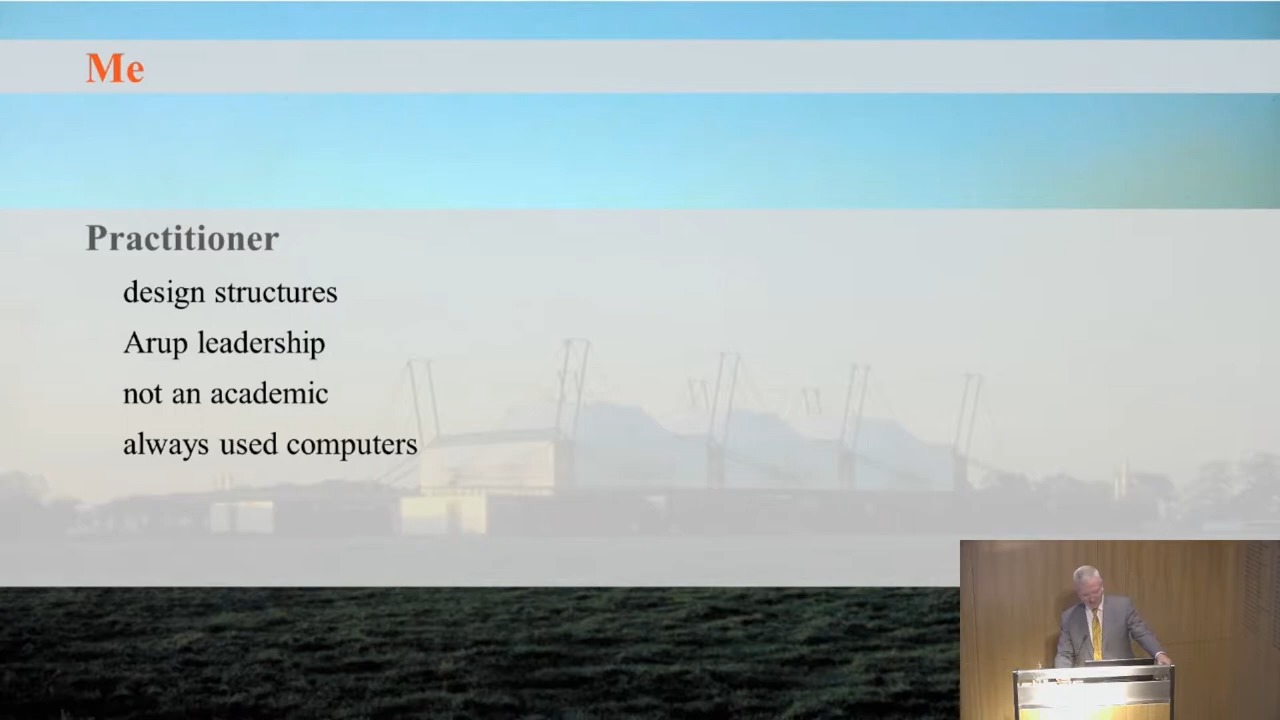 Me
Practitioner
design structures
Arup leadership
not an academic
always used computers